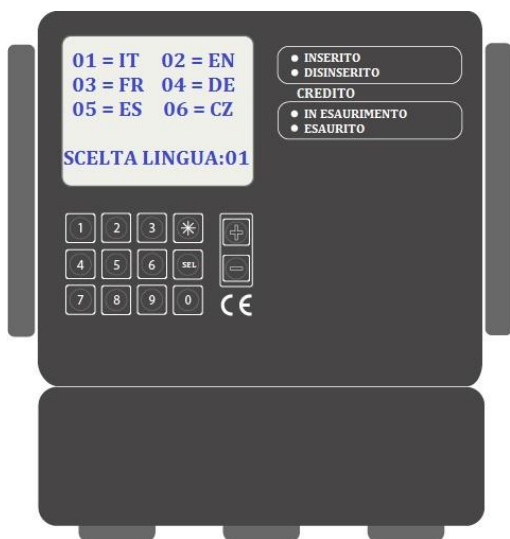 01 = IT 02 = EN
03 = FR 04 = DE
05 = ES 06 = CZ
SCELTA LINGUA:01
INSERITO
DISINSERITO
CREDITO
IN ESAURIMENTO
ESAURITO
1 2 3 * +
4 5 6 SEL -
7 8 9 0 CE